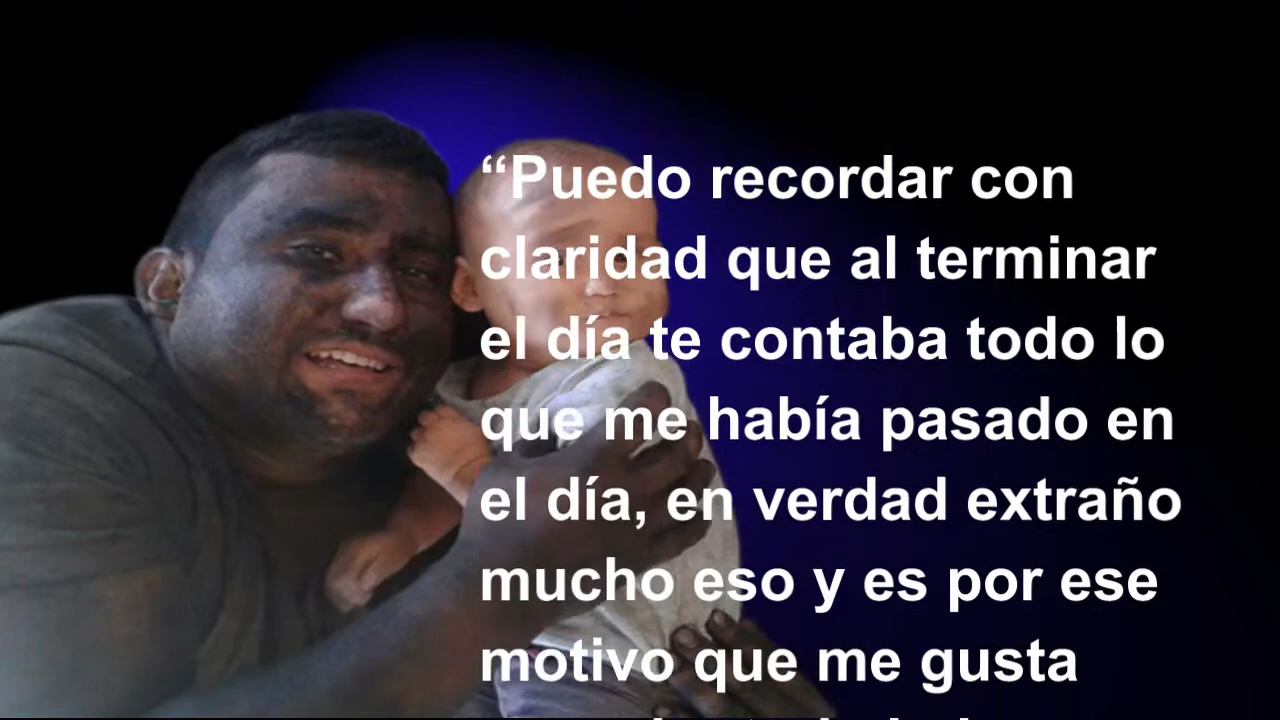 “Puedo recordar con
claridad que al terminar
el día te contaba todo lo
que me había pasado en
el día, en verdad extraño
mucho eso y es por ese
motivo que me gusta